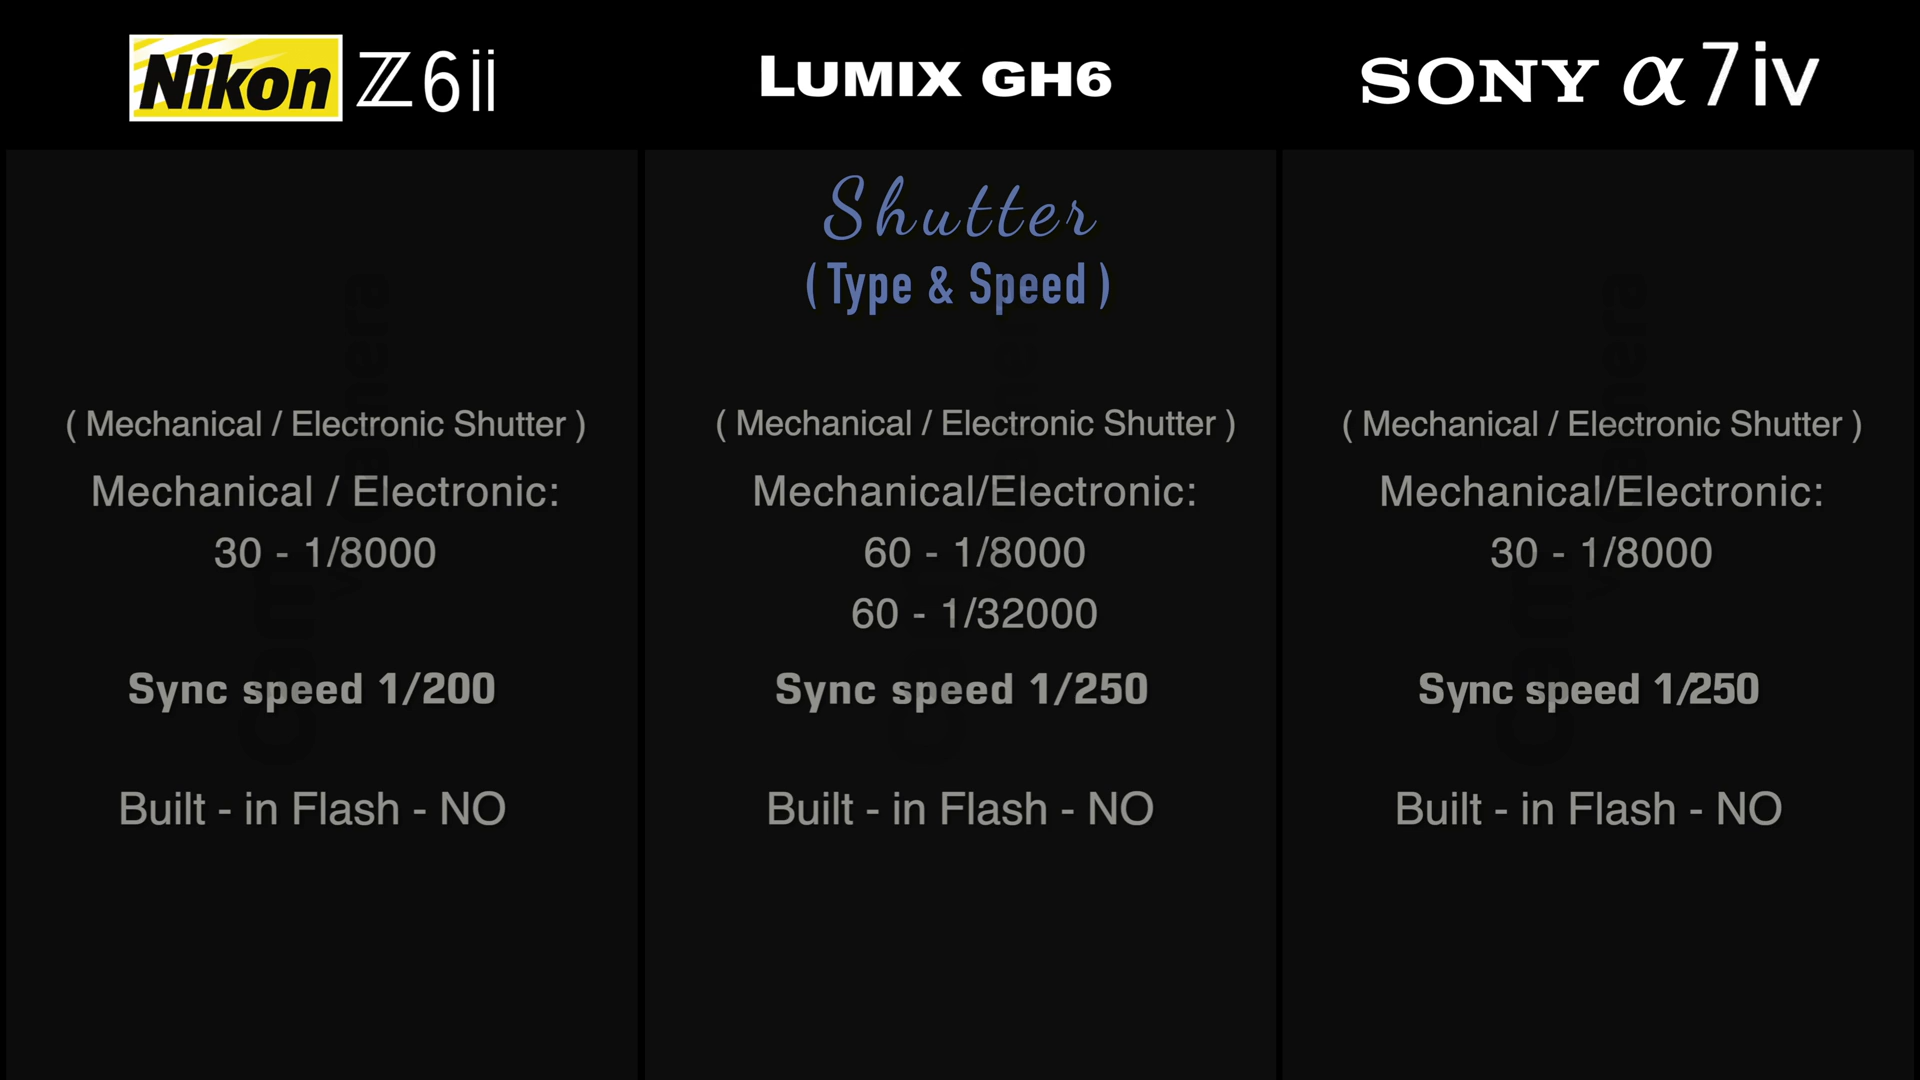 Nikon Z6ii
LUMIX GH6
SONY α7iv
Shutter
( Type & Speed )
( Mechanical / Electronic Shutter )
Mechanical / Electronic:
30 - 1/8000
Sync speed 1/200
Built - in Flash - NO
( Mechanical / Electronic Shutter )
Mechanical/Electronic:
60 - 1/8000
60 - 1/32000
Sync speed 1/250
Built - in Flash - NO
( Mechanical / Electronic Shutter )
Mechanical/Electronic:
30 - 1/8000
Sync speed 1/250
Built - in Flash - NO